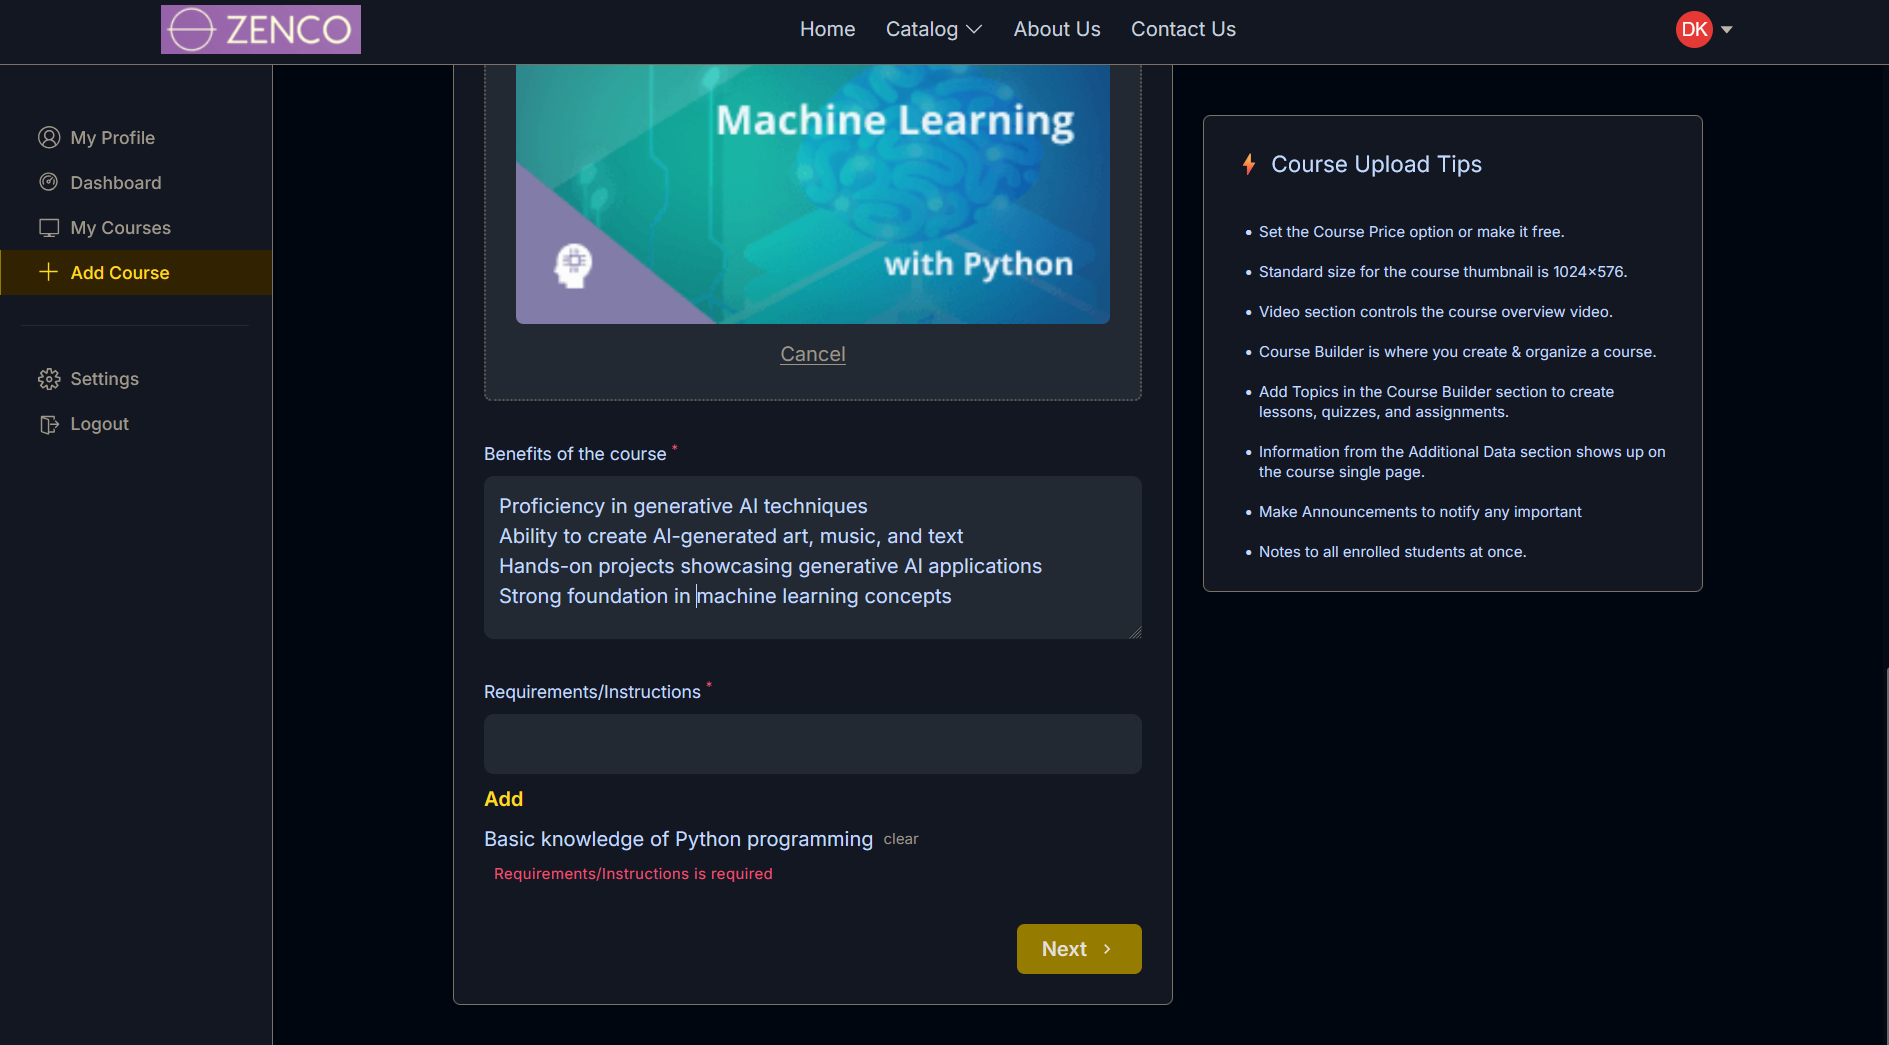 ZENCO
Home
Catalog
About Us
Contact Us
DK
My Profile
Dashboard
My Courses
Add Course
Settings
Logout
Machine Learning
with Python
Cancel
Benefits of the course *
Proficiency in generative AI techniques
Ability to create AI-generated art, music, and text
Hands-on projects showcasing generative AI applications
Strong foundation in machine learning concepts
Requirements/Instructions *
Add
Basic knowledge of Python programming clear
Requirements/Instructions is required
Next
Course Upload Tips
• Set the Course Price option or make it free.
• Standard size for the course thumbnail is 1024×576.
• Video section controls the course overview video.
• Course Builder is where you create & organize a course.
• Add Topics in the Course Builder section to create
lessons, quizzes, and assignments.
• Information from the Additional Data section shows up on
the course single page.
• Make Announcements to notify any important
• Notes to all enrolled students at once.